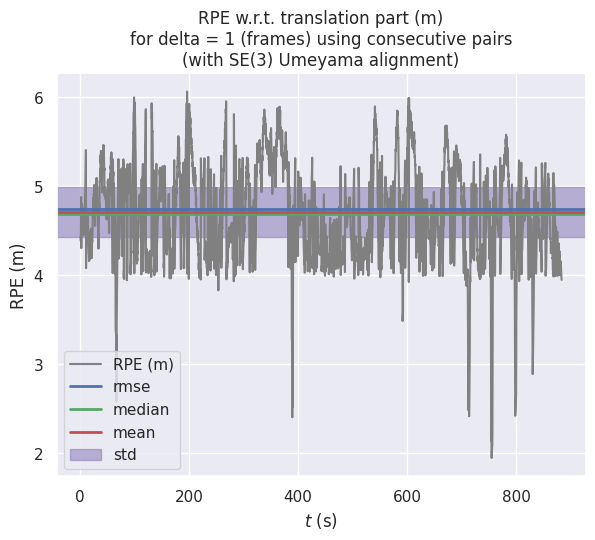 RPE w.r.t. translation part (m)
for delta = 1 (frames) using consecutive pairs
(with SE(3) Umeyama alignment)
RPE (m)
6
5
4
3
2
RPE (m)
rmse
median
mean
std
0
200
400
600
800
t (s)